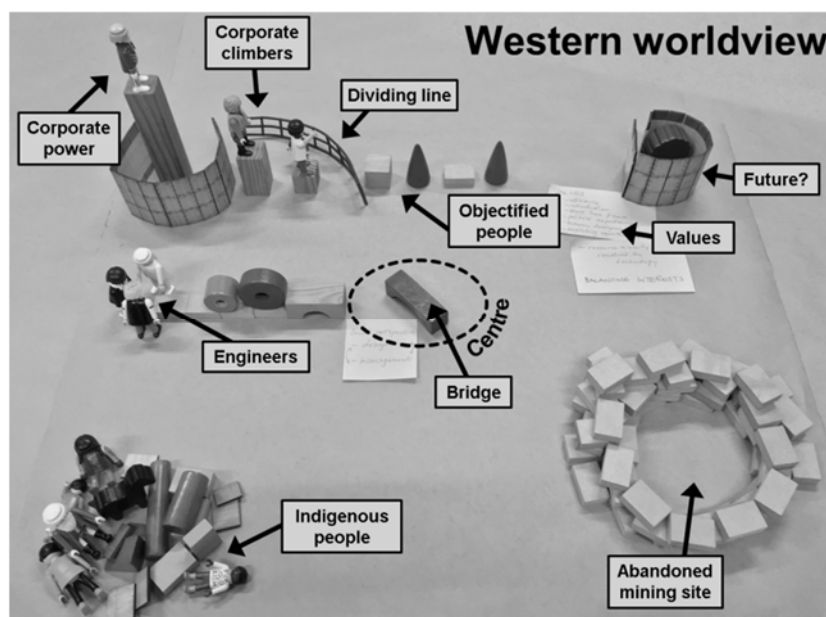 Western worldview
Corporate
climbers
Dividing line
Corporate
power
Objectified
people
Future?
Values
BALANCING INTERESTS
Engineers
Centre
Bridge
Indigenous
people
Abandoned
mining site